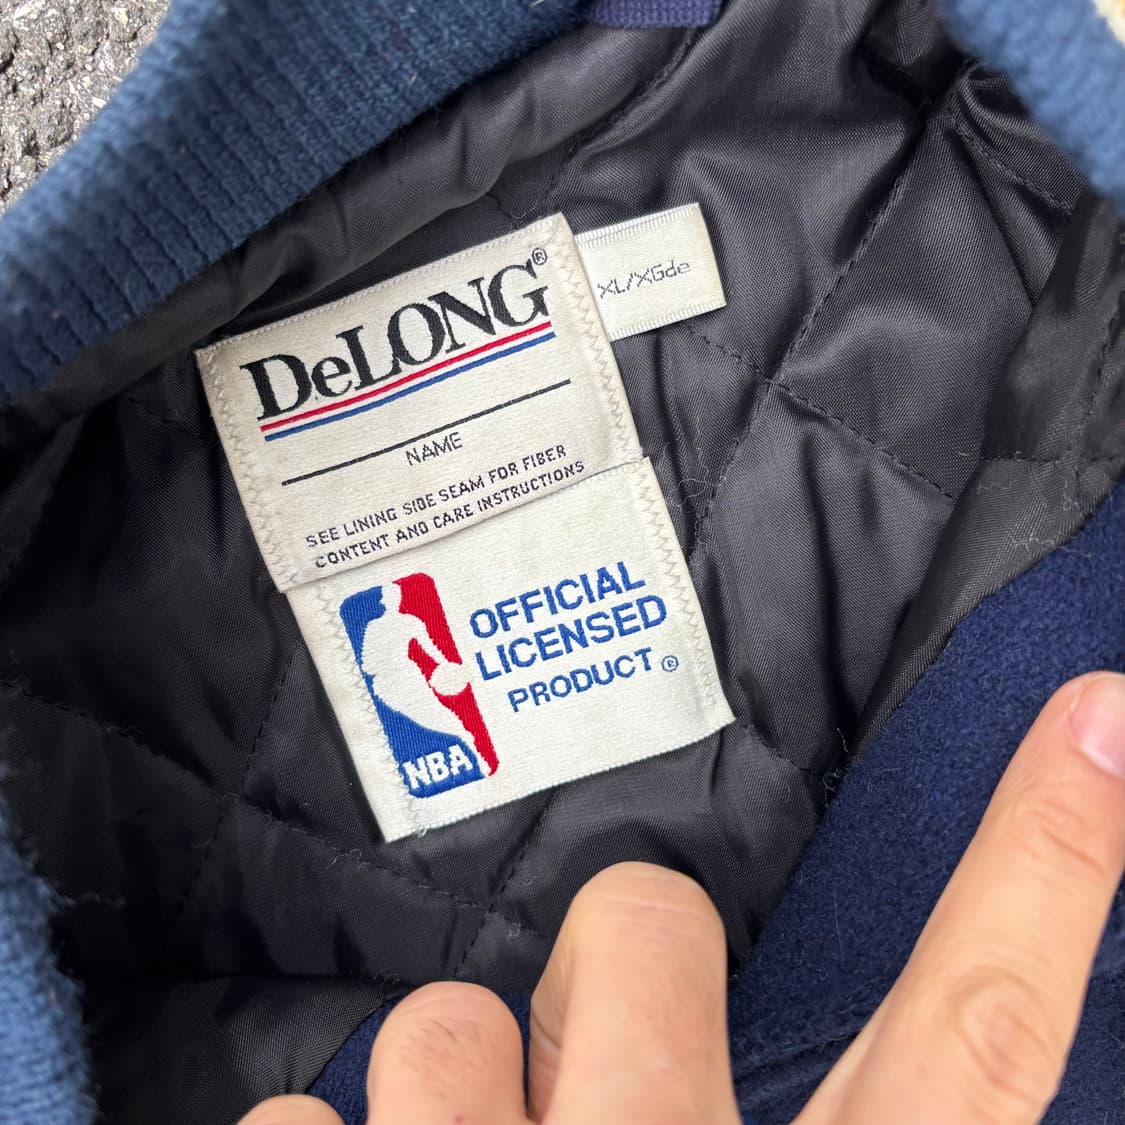 DeLONG®
XL/XGde
NAME
SEE LINING SIDE SEAM FOR FIBER
CONTENT AND CARE INSTRUCTIONS
OFFICIAL
LICENSED
PRODUCT ©
NBA